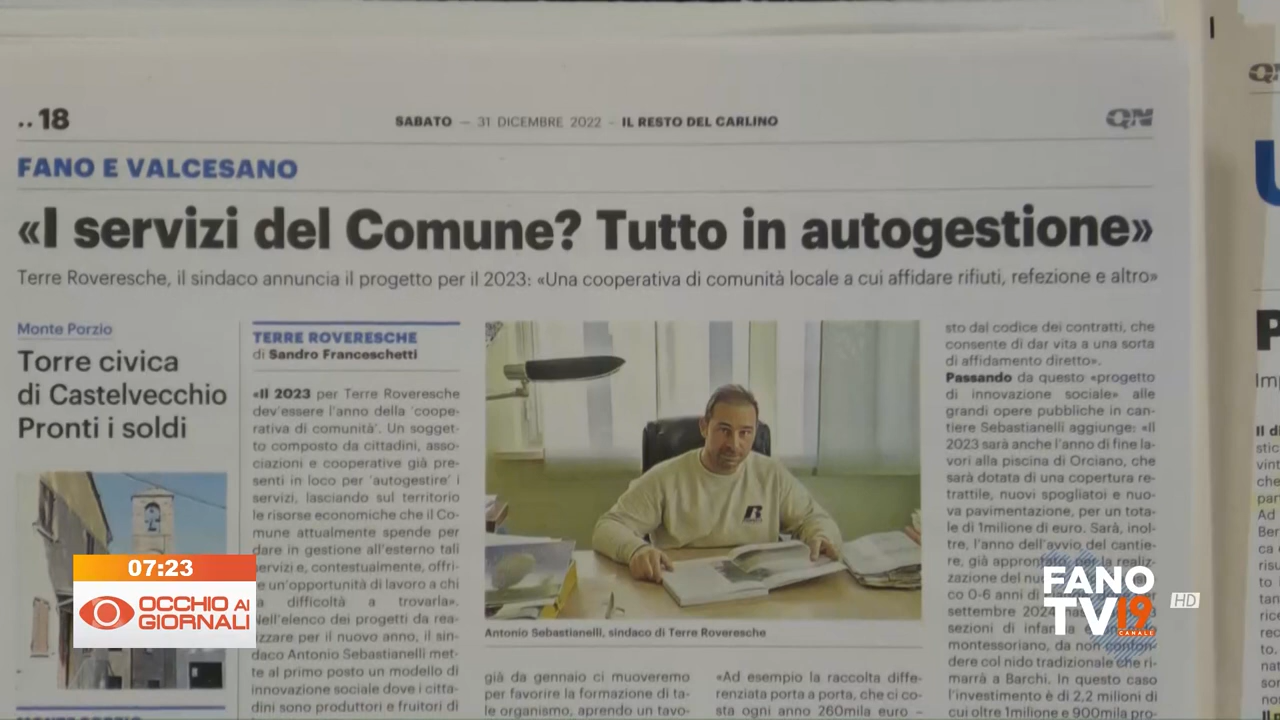 .. 18
SABATO — 31 DICEMBRE 2022 – IL RESTO DEL CARLINO
QN
FANO E VALCESANO
«I servizi del Comune? Tutto in autogestione»
Terre Roveresche, il sindaco annuncia il progetto per il 2023: «Una cooperativa di comunità locale a cui affidare rifiuti, refezione e altro»
Monte Porzio
Torre civica
di Castelvecchio
Pronti i soldi
TERRE ROVERESCHE
di Sandro Franceschetti
«Il 2023 per Terre Roveresche
dev'essere l'anno della 'coope-
rativa di comunità'. Un sogget-
to composto da cittadini, asso-
ciazioni e cooperative già pre-
senti in loco per 'autogestire' i
servizi, lasciando sul territorio
le risorse economiche che il Co-
mune attualmente spende per
dare in gestione all'esterno tali
servizi e, contestualmente, offri-
re un'opportunità di lavoro a chi
ha difficoltà a trovarla».
Nell'elenco dei progetti da rea-
lizzare per il nuovo anno, il sin-
daco Antonio Sebastianelli met-
te al primo posto un modello di
innovazione sociale dove i citta-
dini sono produttori e fruitori di
Antonio Sebastianelli, sindaco di Terre Roveresche
già da gennaio ci muoveremo
per favorire la formazione di ta-
le organismo, aprendo un tavo-
«Ad esempio la raccolta diffe-
renziata porta a porta, che ci co-
sta ogni anno 260mila euro –
sto dal codice dei contratti, che
consente di dar vita a una sorta
di affidamento diretto».
Passando da questo «progetto
di innovazione sociale» alle
grandi opere pubbliche in can-
tiere Sebastianelli aggiunge: «Il
2023 sarà anche l'anno di fine la-
vori alla piscina di Orciano, che
sarà dotata di una copertura re-
trattile, nuovi spogliatoi e nuo-
va pavimentazione, per un tota-
le di 1milione di euro. Sarà, inol-
tre, l'anno dell'avvio del cantie-
re, già approntato, per la realiz-
zazione del
co 0-6 anni di
settembre 2024
sezioni di infanzia
montessoriano, da non confon-
dere col nido tradizionale che ri-
marrà a Barchi. In questo caso
l'investimento è di 2,2 milioni di
cui oltre 1milione e 900mila pro-
07:23
OCCHIO AI
GIORNALI
FANO
TV 19
CANALE
HD